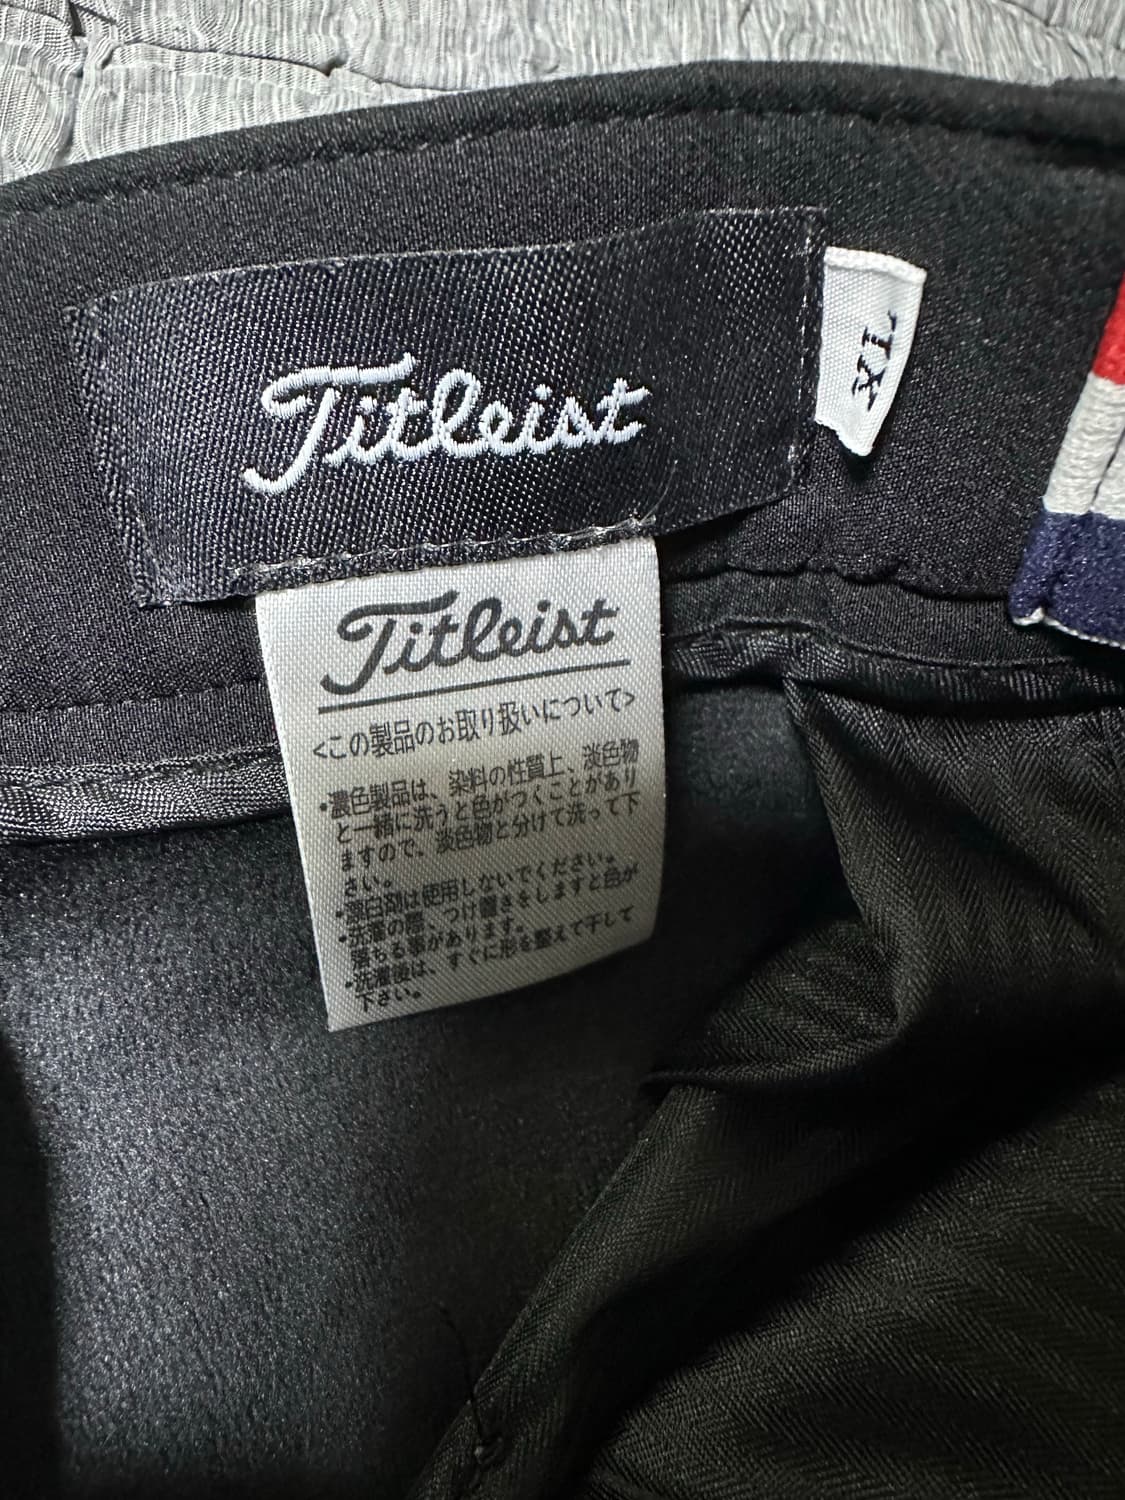 Titleist
XL
Titleist
<この製品のお取り扱いについて>
•濃色製品は、染料の性質上、淡色物
と一緒に洗うと色がつくことがあり
ますので、淡色物と分けて洗って下
さい。
•漂白剤は使用しないでください。
•洗濯の際、つけ置きをしますと色が
落ちる事があります。
•洗濯後は、すぐに形を整えて干して
下さい。